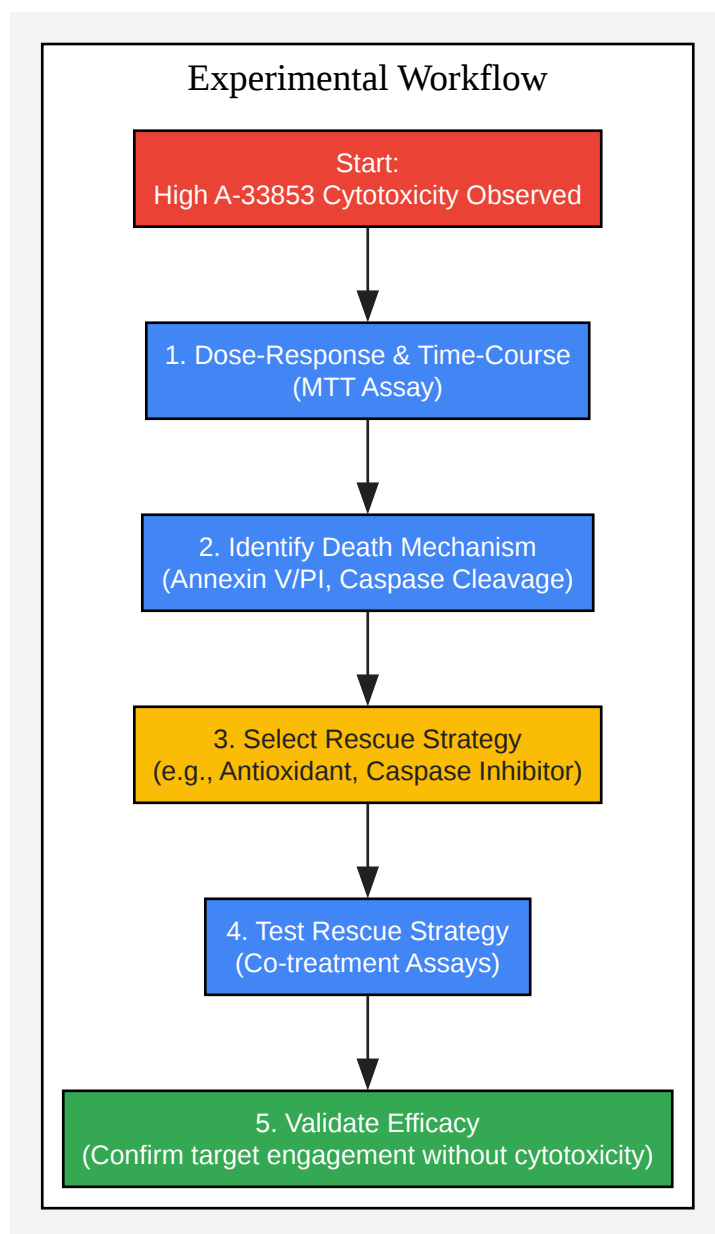 Experimental Workflow
Start:
High A-33853 Cytotoxicity Observed
1. Dose-Response & Time-Course
(MTT Assay)
2. Identify Death Mechanism
(Annexin V/PI, Caspase Cleavage)
3. Select Rescue Strategy
(e.g., Antioxidant, Caspase Inhibitor)
4. Test Rescue Strategy
(Co-treatment Assays)
5. Validate Efficacy
(Confirm target engagement without cytotoxicity)